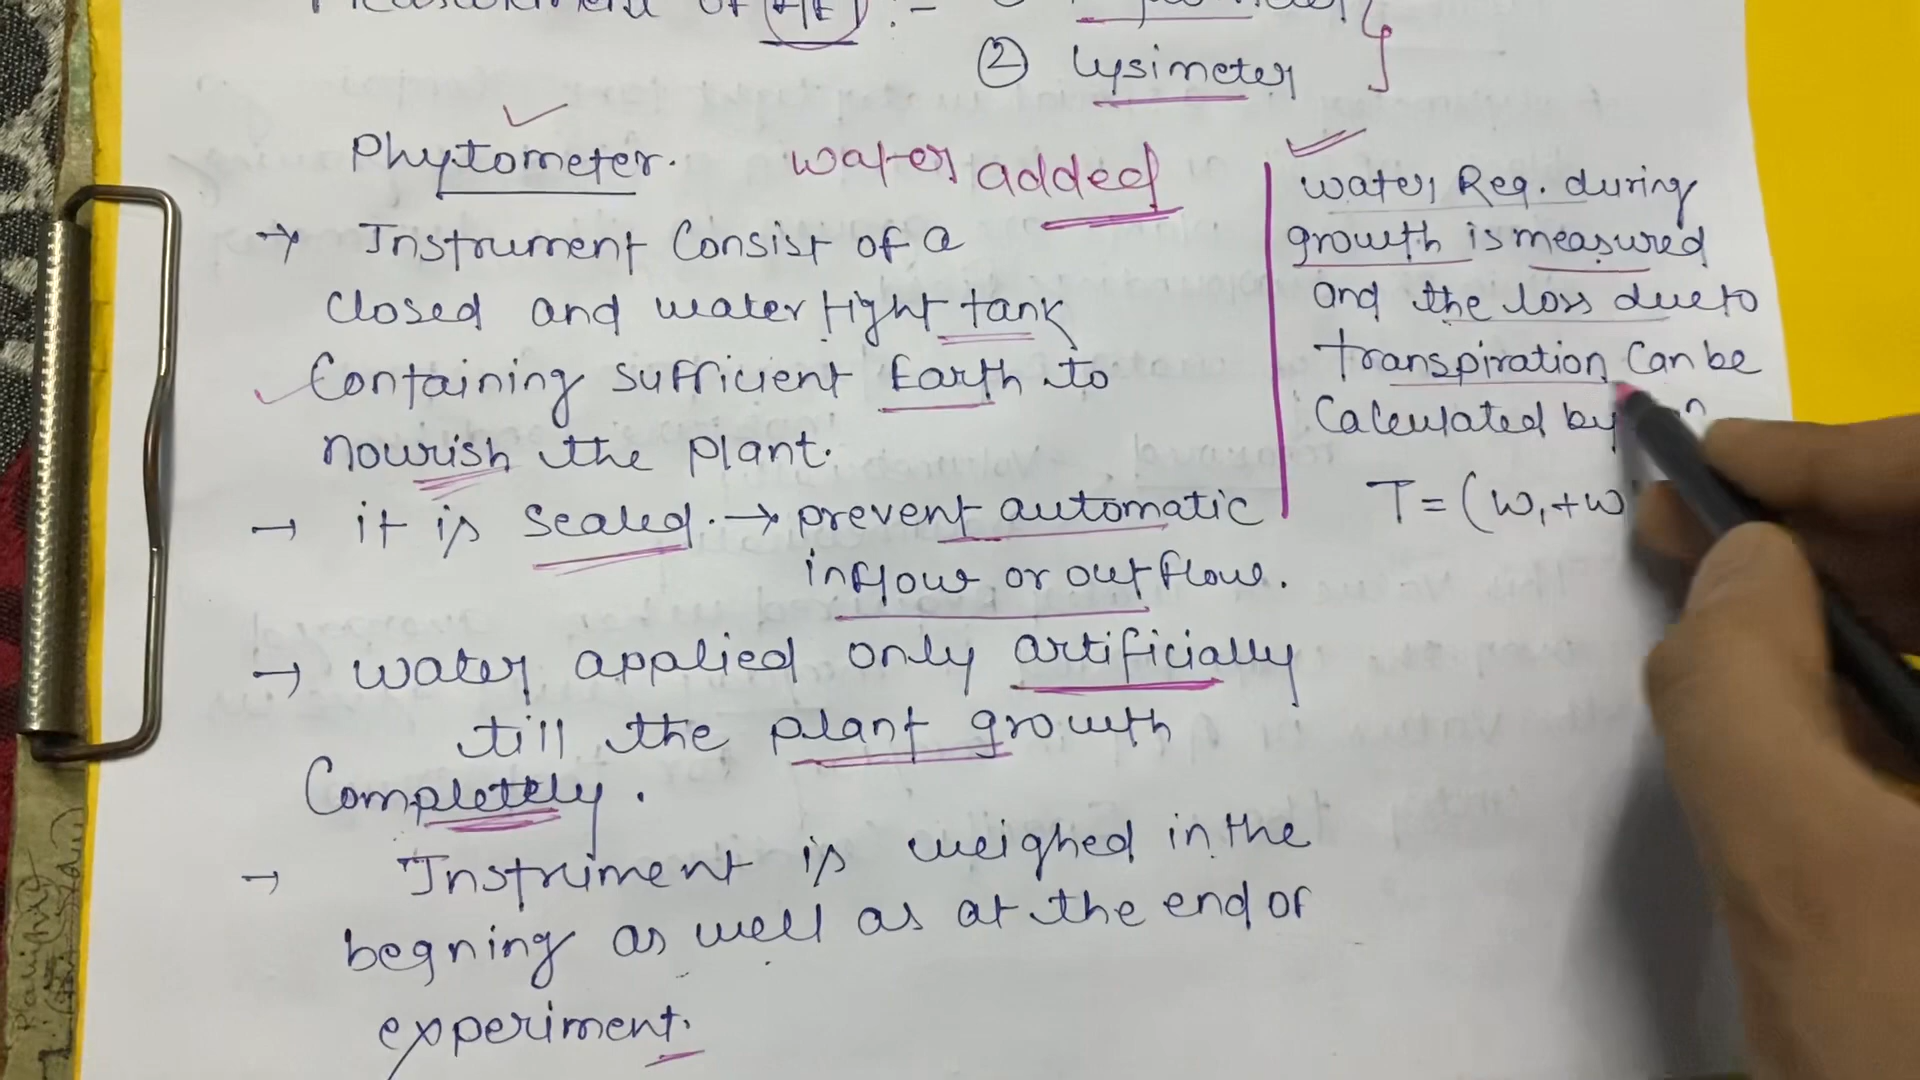 of
② Lysimeter
Phytometer. water added
→ Instrument Consist of a
closed and water tight tank
Containing sufficient Earth to
nourish the plant.
→ it is sealed. → prevent automatic
inflow or outflow.
→ water applied only artificially
till the plant growth
Completely.
→ Instriment is weighed in the
begning as well as at the end of
experiment.
water Req. during
growth is measured
and the loss due to
transpiration can be
Calculated by
T = (w₁+w